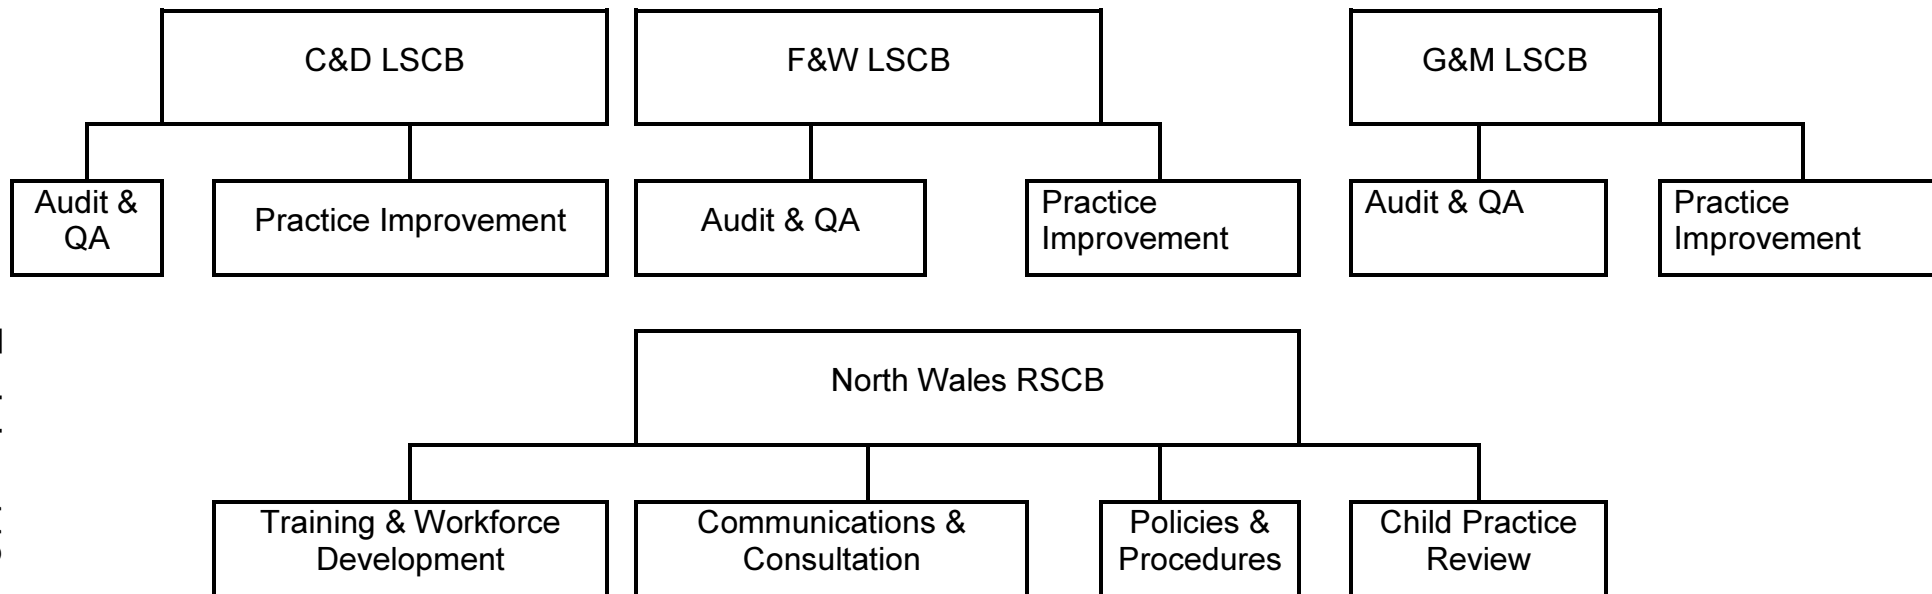 C&D LSCB
F&W LSCB
G&M LSCB
Audit &
QA
Practice Improvement
Audit & QA
Practice
Improvement
Audit & QA
Practice
Improvement
North Wales RSCB
Training & Workforce
Development
Communications &
Consultation
Policies &
Procedures
Child Practice
Review